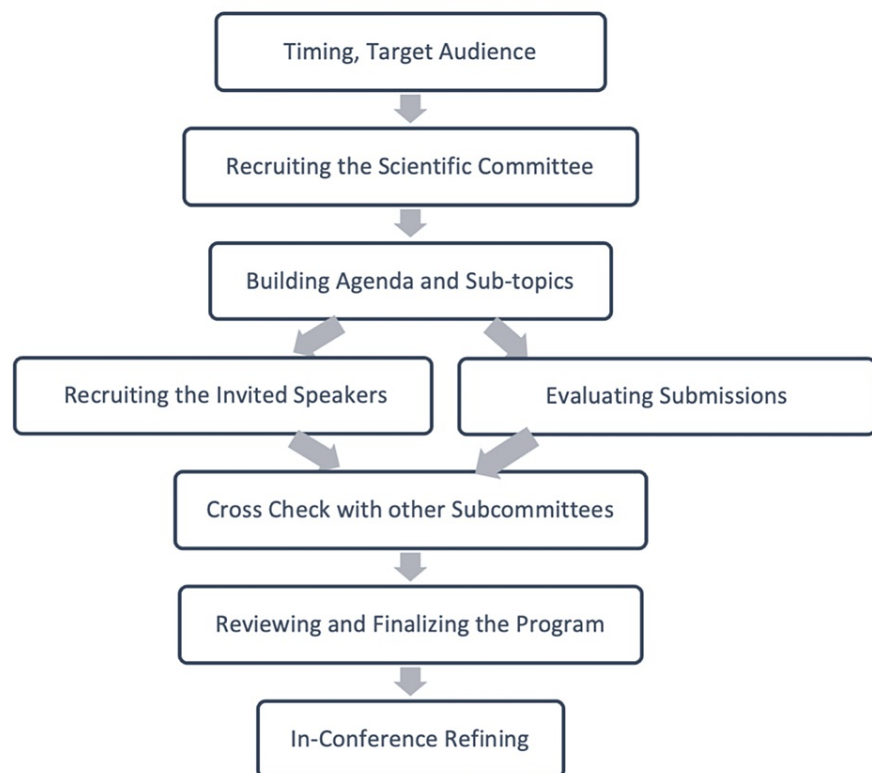 Timing, Target Audience
Recruiting the Scientific Committee
Building Agenda and Sub-topics
Recruiting the Invited Speakers
Evaluating Submissions
Cross Check with other Subcommittees
Reviewing and Finalizing the Program
In-Conference Refining